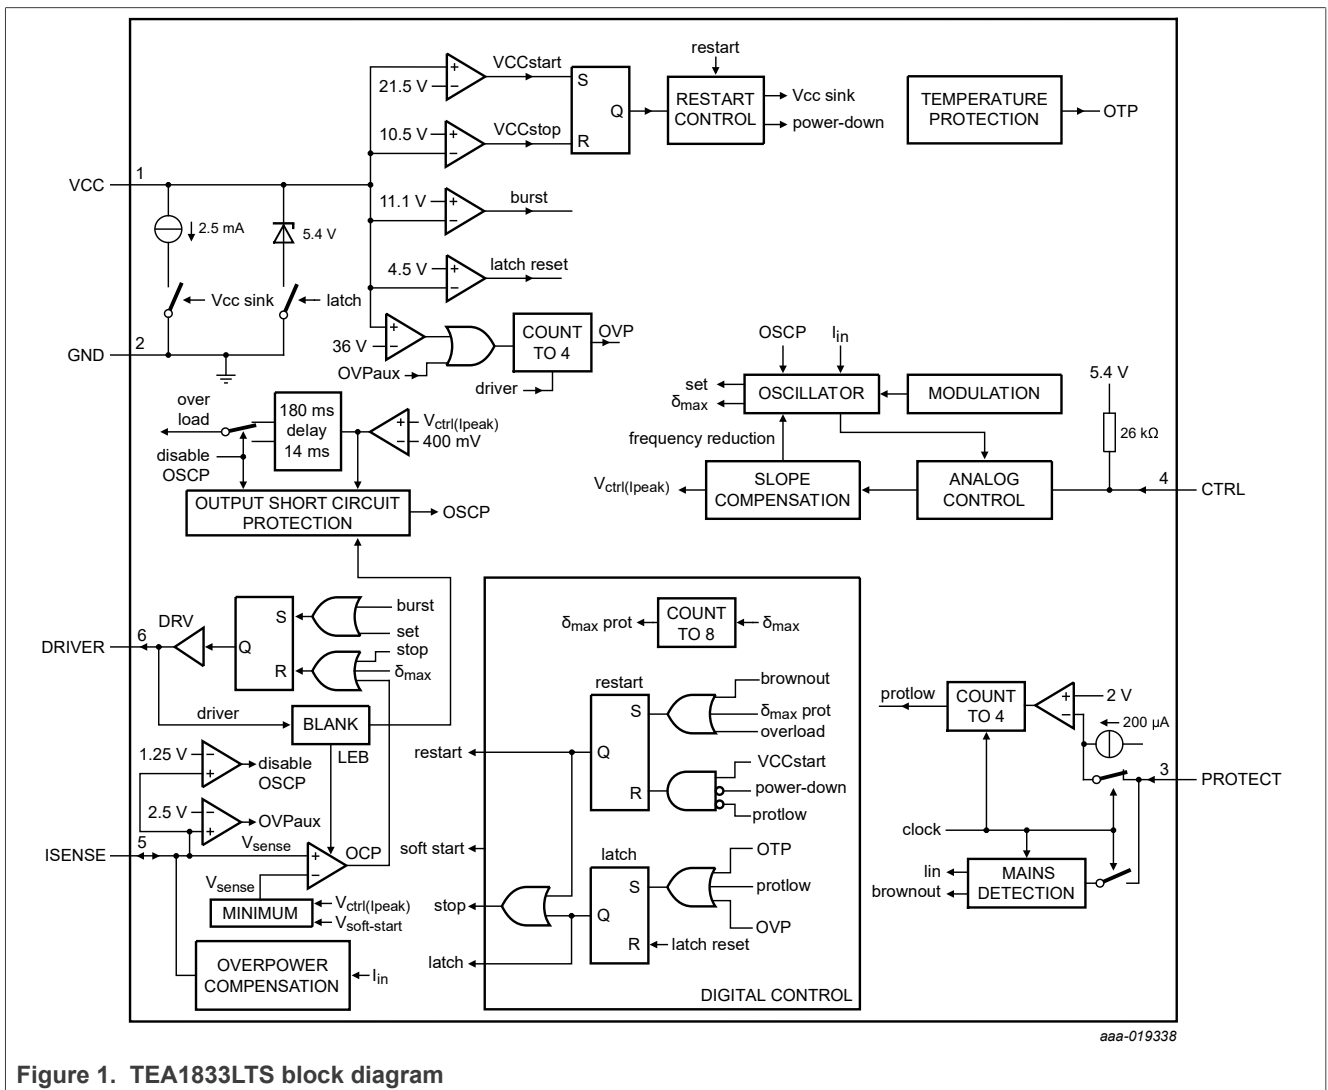 restart
VCCstart
21.5 V
S
Q
R
RESTART
CONTROL
Vcc sink
power-down
TEMPERATURE
PROTECTION
OTP
10.5 V
VCCstop
VCC
1
11.1 V
burst
2.5 mA
5.4 V
4.5 V
latch reset
Vcc sink
latch
GND
2
36 V
OVPaux
COUNT
TO 4
OVP
driver
OSCP
Iin
set
δmax
OSCILLATOR
MODULATION
5.4 V
26 kΩ
frequency reduction
Vctrl(Ipeak)
SLOPE
COMPENSATION
ANALOG
CONTROL
4
CTRL
over
load
180 ms
delay
14 ms
Vctrl(Ipeak)
400 mV
disable
OSCP
OUTPUT SHORT CIRCUIT
PROTECTION
OSCP
DRIVER
6
DRV
Q
S
R
burst
set
stop
δmax
driver
BLANK
LEB
1.25 V
disable
OSCP
2.5 V
OVPaux
ISENSE
5
Vsense
OCP
Vsense
MINIMUM
Vctrl(Ipeak)
Vsoft-start
OVERPOWER
COMPENSATION
Iin
δmax prot
COUNT
TO 8
δmax
restart
S
Q
R
brownout
δmax prot
overload
VCCstart
power-down
protlow
restart
soft start
stop
latch
latch
S
Q
R
OTP
protlow
OVP
latch reset
DIGITAL CONTROL
protlow
COUNT
TO 4
2 V
200 μA
3
PROTECT
clock
Iin
brownout
MAINS
DETECTION
aaa-019338
Figure 1. TEA1833LTS block diagram